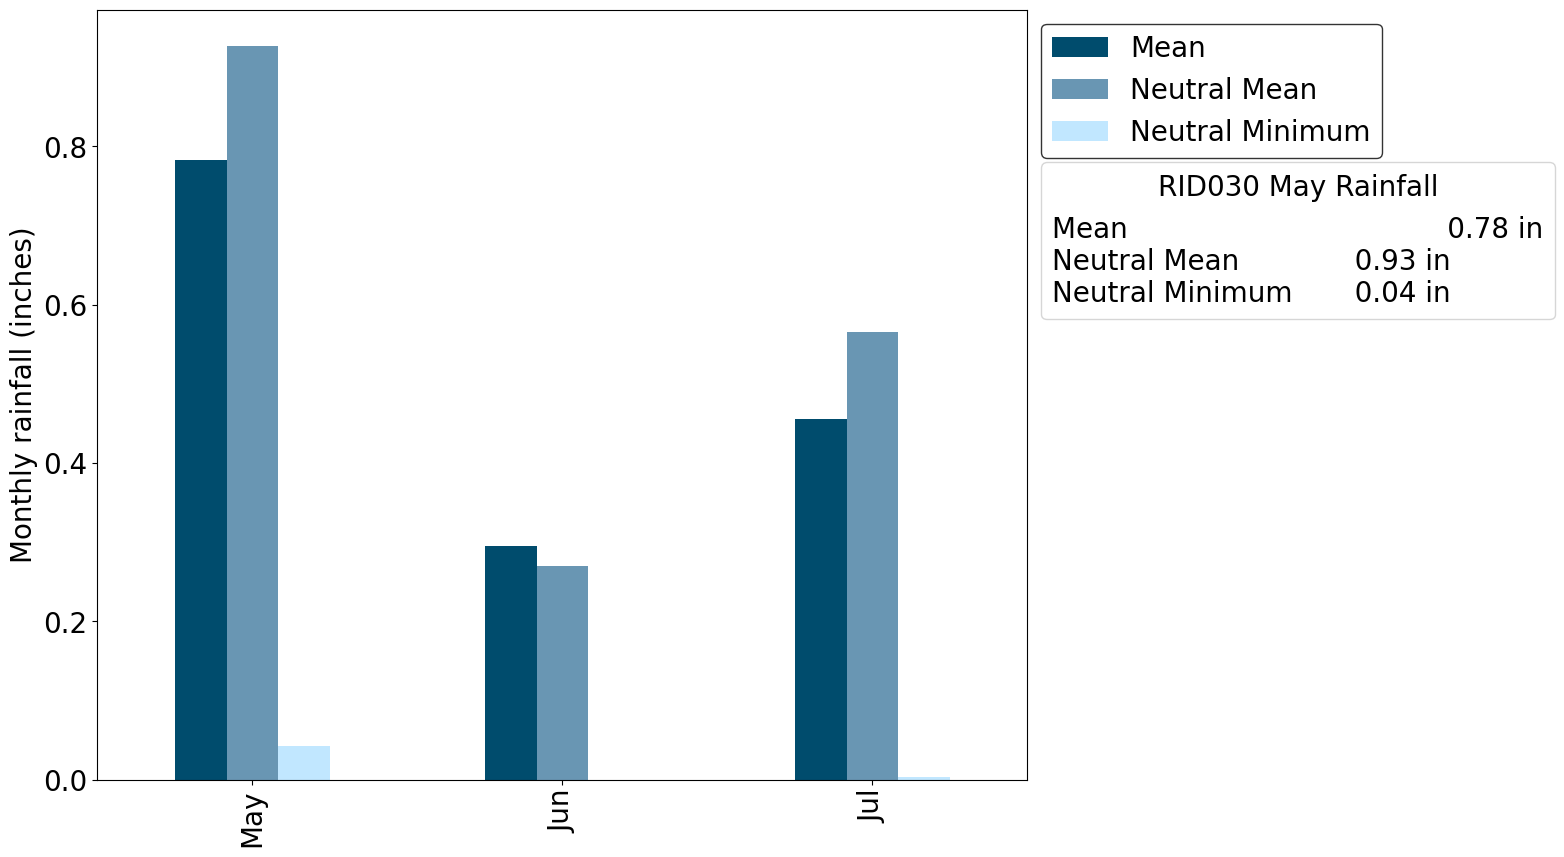 Monthly rainfall (inches)
0.8
0.6
0.4
0.2
0.0
May
Jun
Jul
Mean
Neutral Mean
Neutral Minimum
RID030 May Rainfall
Mean 0.78 in
Neutral Mean 0.93 in
Neutral Minimum 0.04 in